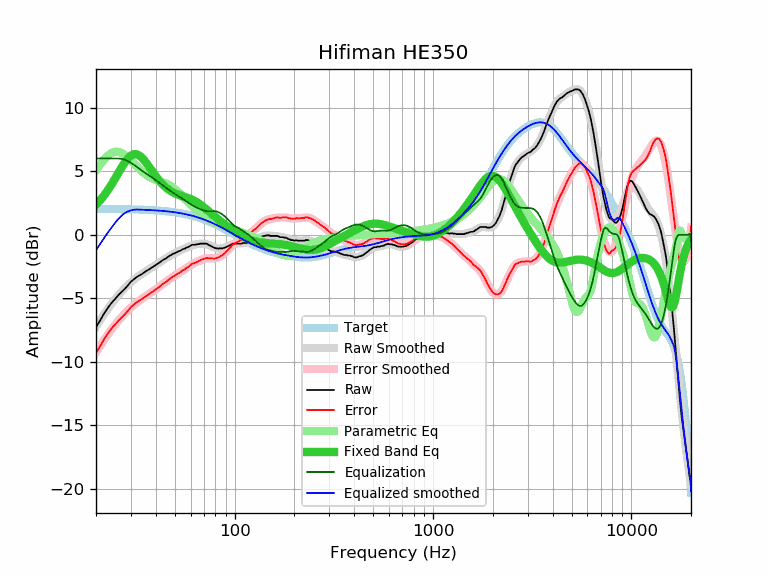 Hifiman HE350
Amplitude (dBr)
10
5
0
−5
−10
−15
−20
Target
Raw Smoothed
Error Smoothed
Raw
Error
Parametric Eq
Fixed Band Eq
Equalization
Equalized smoothed
100 1000 10000
Frequency (Hz)